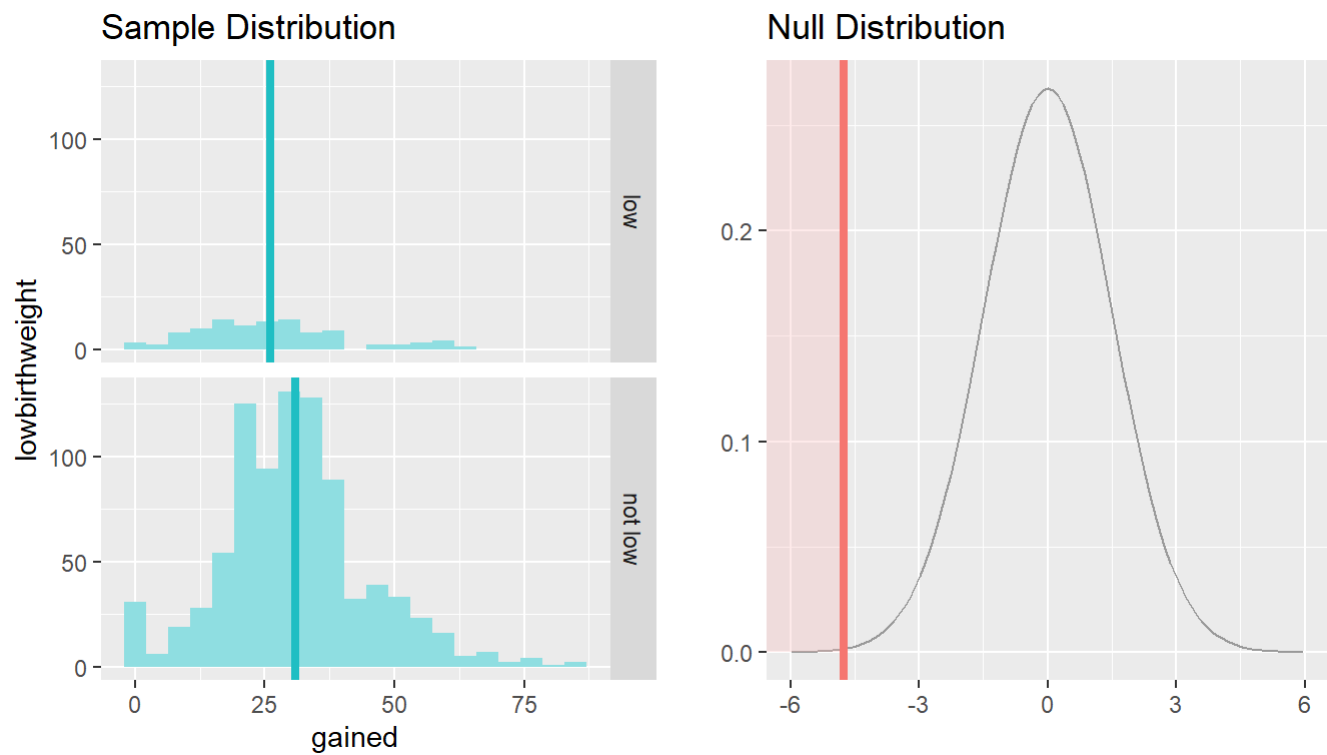 Sample Distribution
100
50
0
low
100
50
0
not low
lowbirthweight
0 25 50 75
gained
Null Distribution
0.2
0.1
0.0
-6 -3 0 3 6